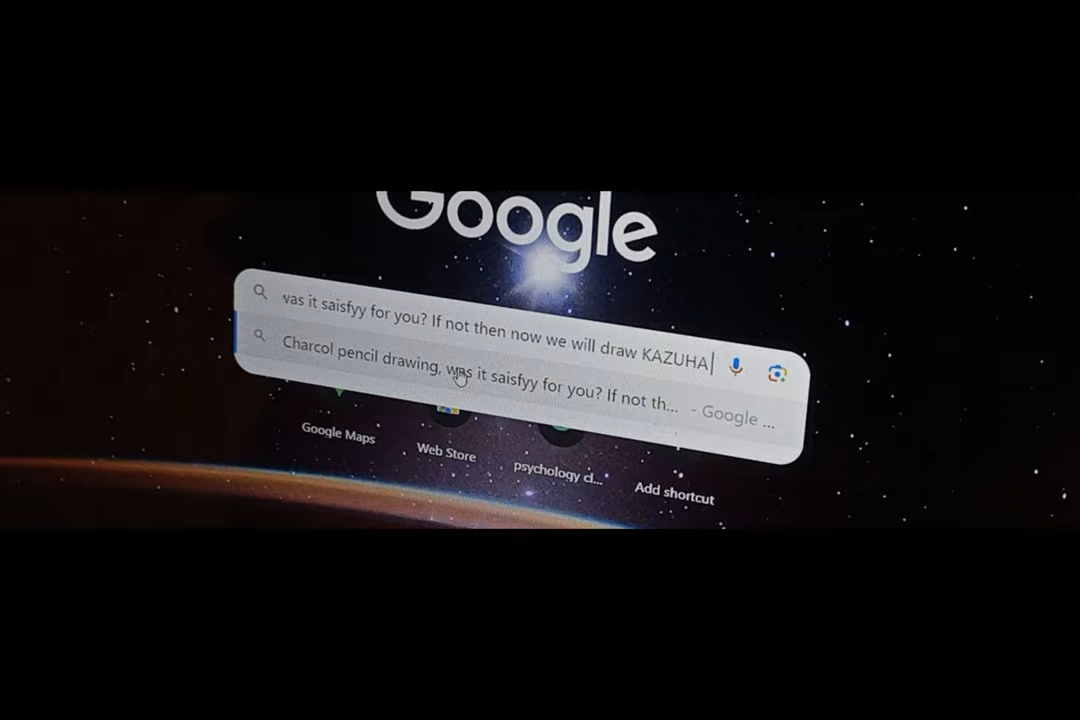 Google
was it saisfyy for you? If not then now we will draw KAZUHA
Charcol pencil drawing, was it saisfyy for you? If not th... - Google ...
Google Maps
Web Store
psychology cl...
Add shortcut